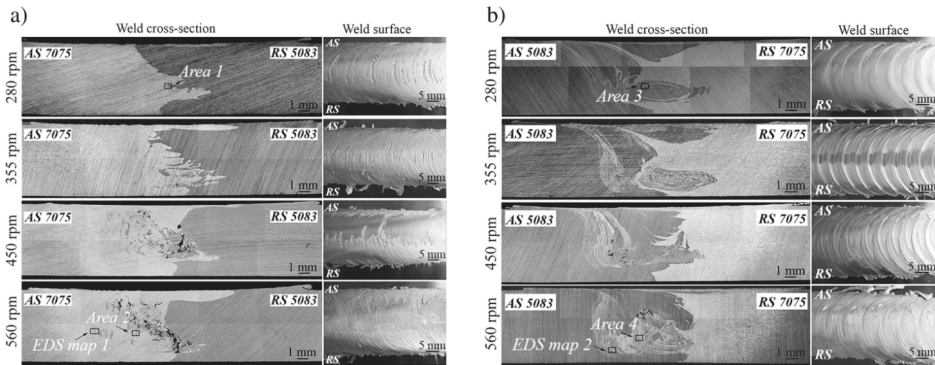 a)
Weld cross-section Weld surface
280 rpm
AS 7075 RS 5083
Area 1
1 mm
AS
5 mm
RS
355 rpm
AS 7075 RS 5083
1 mm
5 mm
450 rpm
AS 7075 RS 5083
1 mm
5 mm
560 rpm
AS 7075 RS 5083
Area 2
EDS map 1
1 mm
AS
5 mm
RS
b)
Weld cross-section Weld surface
280 rpm
AS 5083 RS 7075
Area 3
1 mm
AS
5 mm
RS
355 rpm
AS 5083 RS 7075
1 mm
AS
5 mm
RS
450 rpm
AS 5083 RS 7075
1 mm
AS
5 mm
RS
560 rpm
AS 5083 RS 7075
Area 4
EDS map 2
1 mm
AS
5 mm
RS